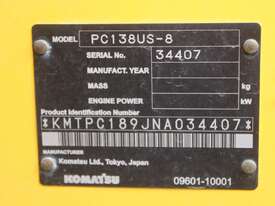 MODEL PC138US-8
SERIAL No. 34407
MANUFACT. YEAR
MASS kg
ENGINE POWER kW
Product Identification Number
*KMTPC189JNA034407*
Manufacturer
Komatsu Ltd., Tokyo, Japan
KOMATSU 09601-10001